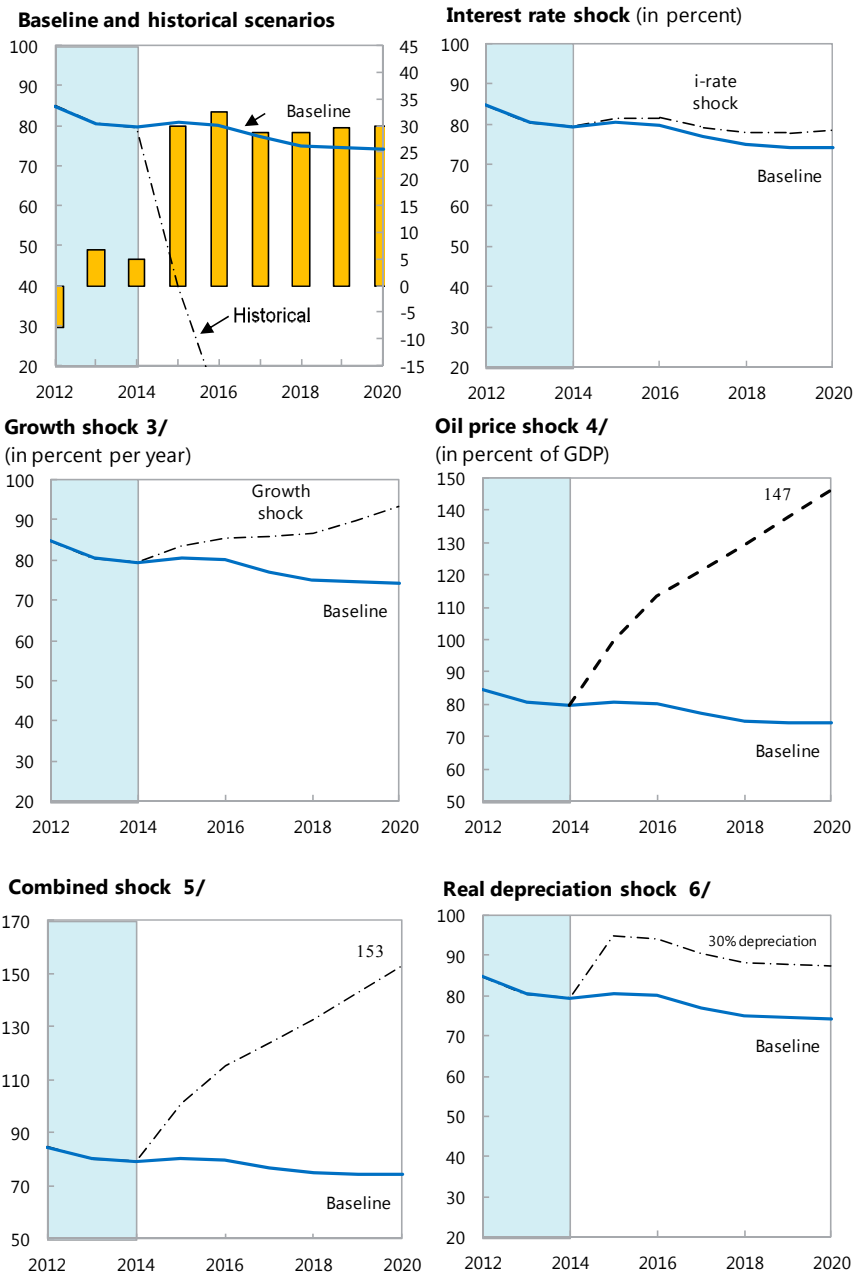 Baseline and historical scenarios
100
90
80
70
60
50
40
30
20
45
40
35
30
25
20
15
10
5
0
-5
-10
-15
Baseline
Historical
2012 2014 2016 2018 2020
Interest rate shock (in percent)
100
90
80
70
60
50
40
30
20
i-rate
shock
Baseline
2012 2014 2016 2018 2020
Growth shock 3/
(in percent per year)
100
90
80
70
60
50
40
30
20
Growth
shock
Baseline
2012 2014 2016 2018 2020
Oil price shock 4/
(in percent of GDP)
150
140
130
120
110
100
90
80
70
60
50
147
Baseline
2012 2014 2016 2018 2020
Combined shock 5/
170
150
130
110
90
70
50
153
Baseline
2012 2014 2016 2018 2020
Real depreciation shock 6/
100
90
80
70
60
50
40
30
20
30% depreciation
Baseline
2012 2014 2016 2018 2020